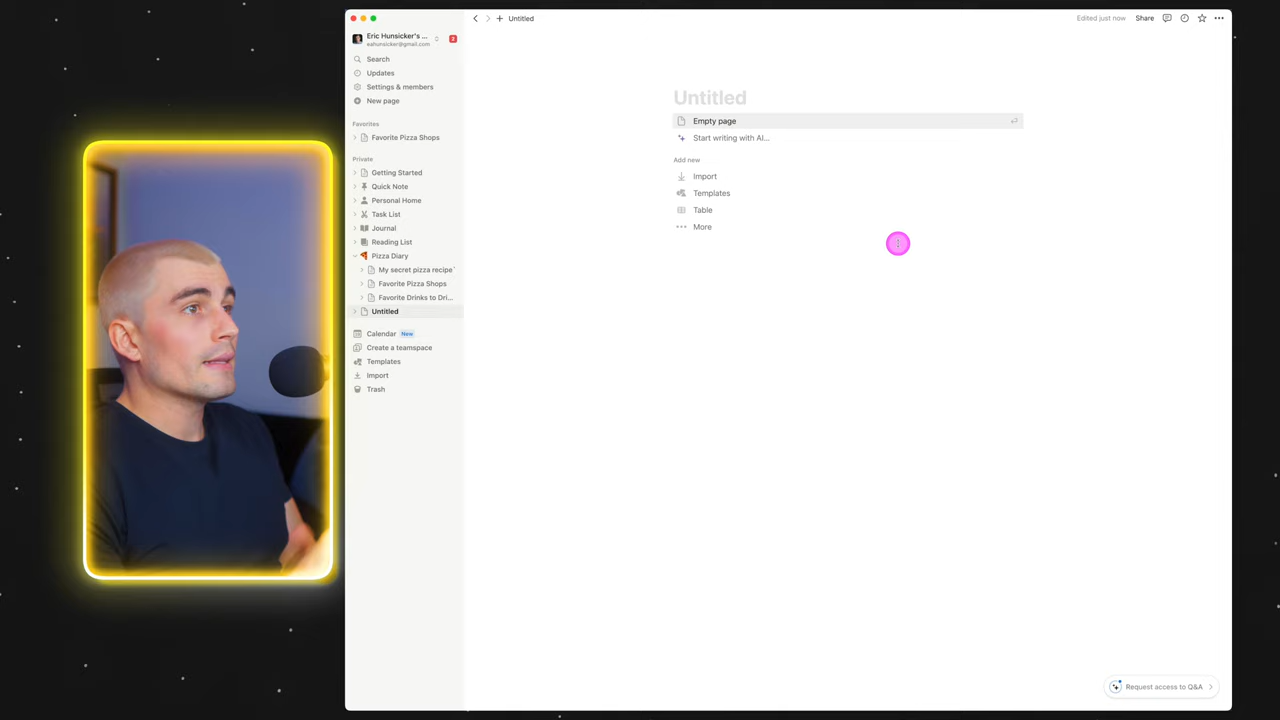 Untitled
Edited just now
Share
Eric Hunsicker's ...
eahunsicker@gmail.com
2
Search
Updates
Settings & members
New page
Favorites
Favorite Pizza Shops
Private
Getting Started
Quick Note
Personal Home
Task List
Journal
Reading List
Pizza Diary
My secret pizza recipe
Favorite Pizza Shops
Favorite Drinks to Dri...
Untitled
Calendar New
Create a teamspace
Templates
Import
Trash
Untitled
Empty page
Start writing with AI...
Add new
Import
Templates
Table
More
Request access to Q&A